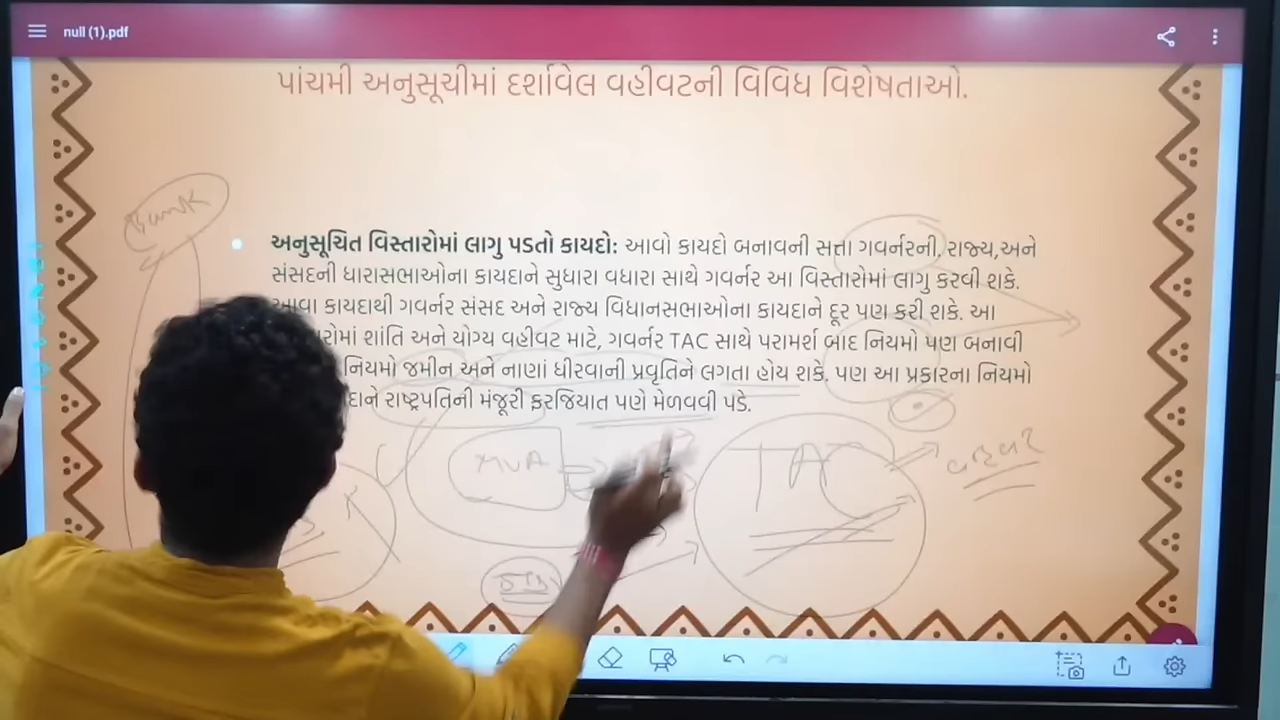 null (1).pdf
પાંચમી અનુસૂચીમાં દર્શાવેલ વહીવટની વિવિધ વિશેષતાઓ.
Bank
અનુસૂચિત વિસ્તારોમાં લાગુ પડતો કાયદો: આવો કાયદો બનાવની સત્તા ગવર્નરની, રાજ્ય,અને
સંસદની ધારાસભાઓના કાયદાને સુધારા વધારા સાથે ગવર્નર આ વિસ્તારોમાં લાગુ કરવી શકે.
આવા કાયદાથી ગવર્નર સંસદ અને રાજ્ય વિધાનસભાઓના કાયદાને દૂર પણ કરી શકે. આ
શાંતિ અને યોગ્ય વહીવટ માટે, ગવર્નર TAC સાથે પરામર્શ બાદ નિયમો પણ બનાવી
નિયમો જમીન અને નાણાં ધીરવાની પ્રવૃતિને લગતા હોય શકે. પણ આ પ્રકારના નિયમો
રાષ્ટ્રપતિની મંજૂરી ફરજિયાત પણે મેળવવી પડે.
TAC
વહીવટ